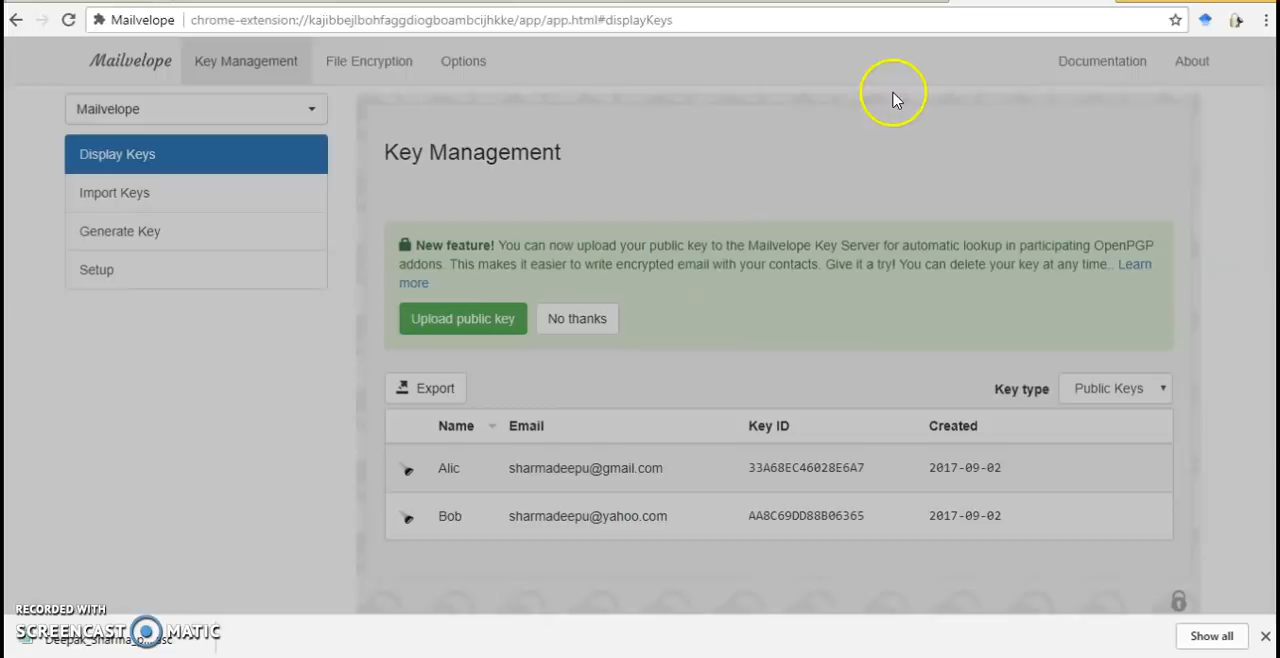 Mailvelope chrome-extension://kajibbejlbohfaggdiogboambcijhkke/app/app.html#displayKeys
Mailvelope Key Management File Encryption Options Documentation About
Mailvelope
Display Keys
Import Keys
Generate Key
Setup
Key Management
New feature! You can now upload your public key to the Mailvelope Key Server for automatic lookup in participating OpenPGP
addons. This makes it easier to write encrypted email with your contacts. Give it a try! You can delete your key at any time.. Learn
more
Upload public key No thanks
Export Key type Public Keys
Name Email Key ID Created
Alic sharmadeepu@gmail.com 33A68EC46028E6A7 2017-09-02
Bob sharmadeepu@yahoo.com AA8C69DD88B06365 2017-09-02
RECORDED WITH
SCREENCAST MATIC
Show all